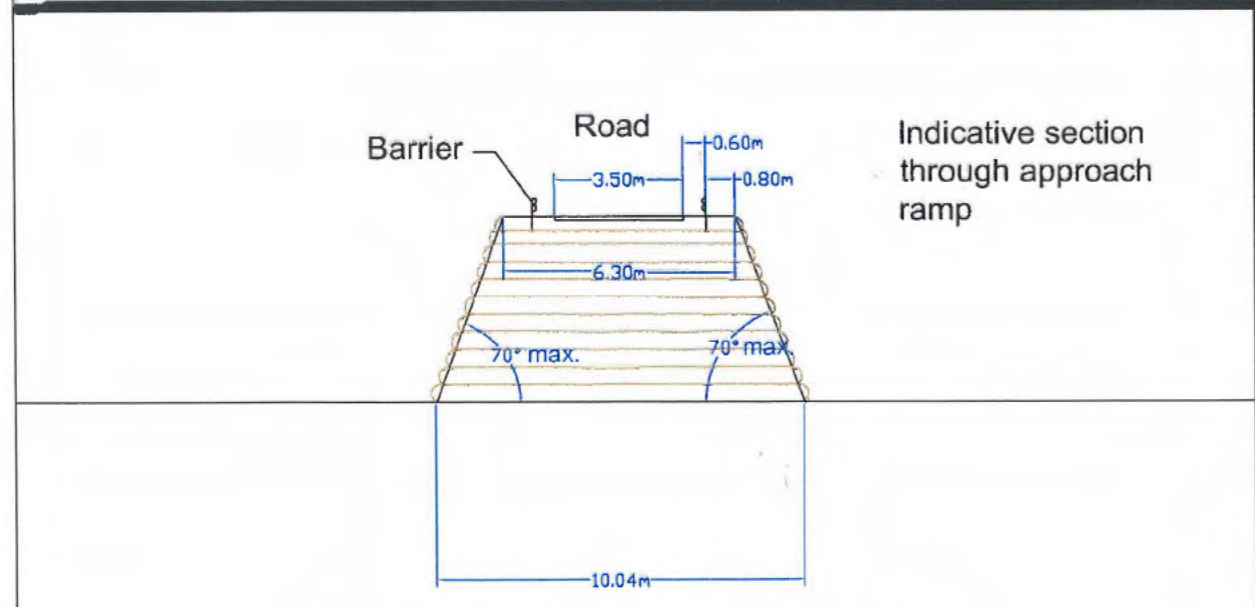 Road
Barrier
Indicative section
through approach
ramp
0.60m
3.50m
0.80m
6.30m
70° max.
70° max.
10.04m